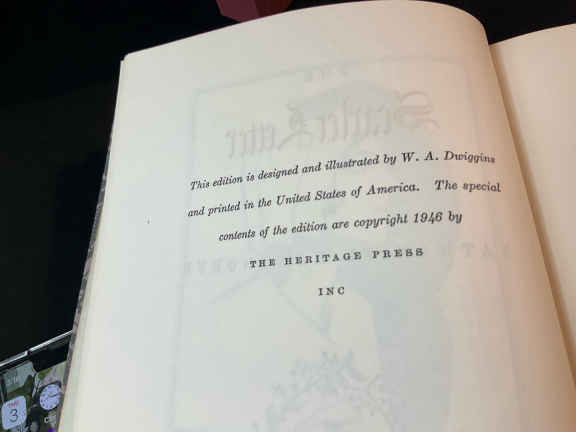 This edition is designed and illustrated by W. A. Dwiggins
and printed in the United States of America. The special
contents of the edition are copyright 1946 by
THE HERITAGE PRESS
INC
3